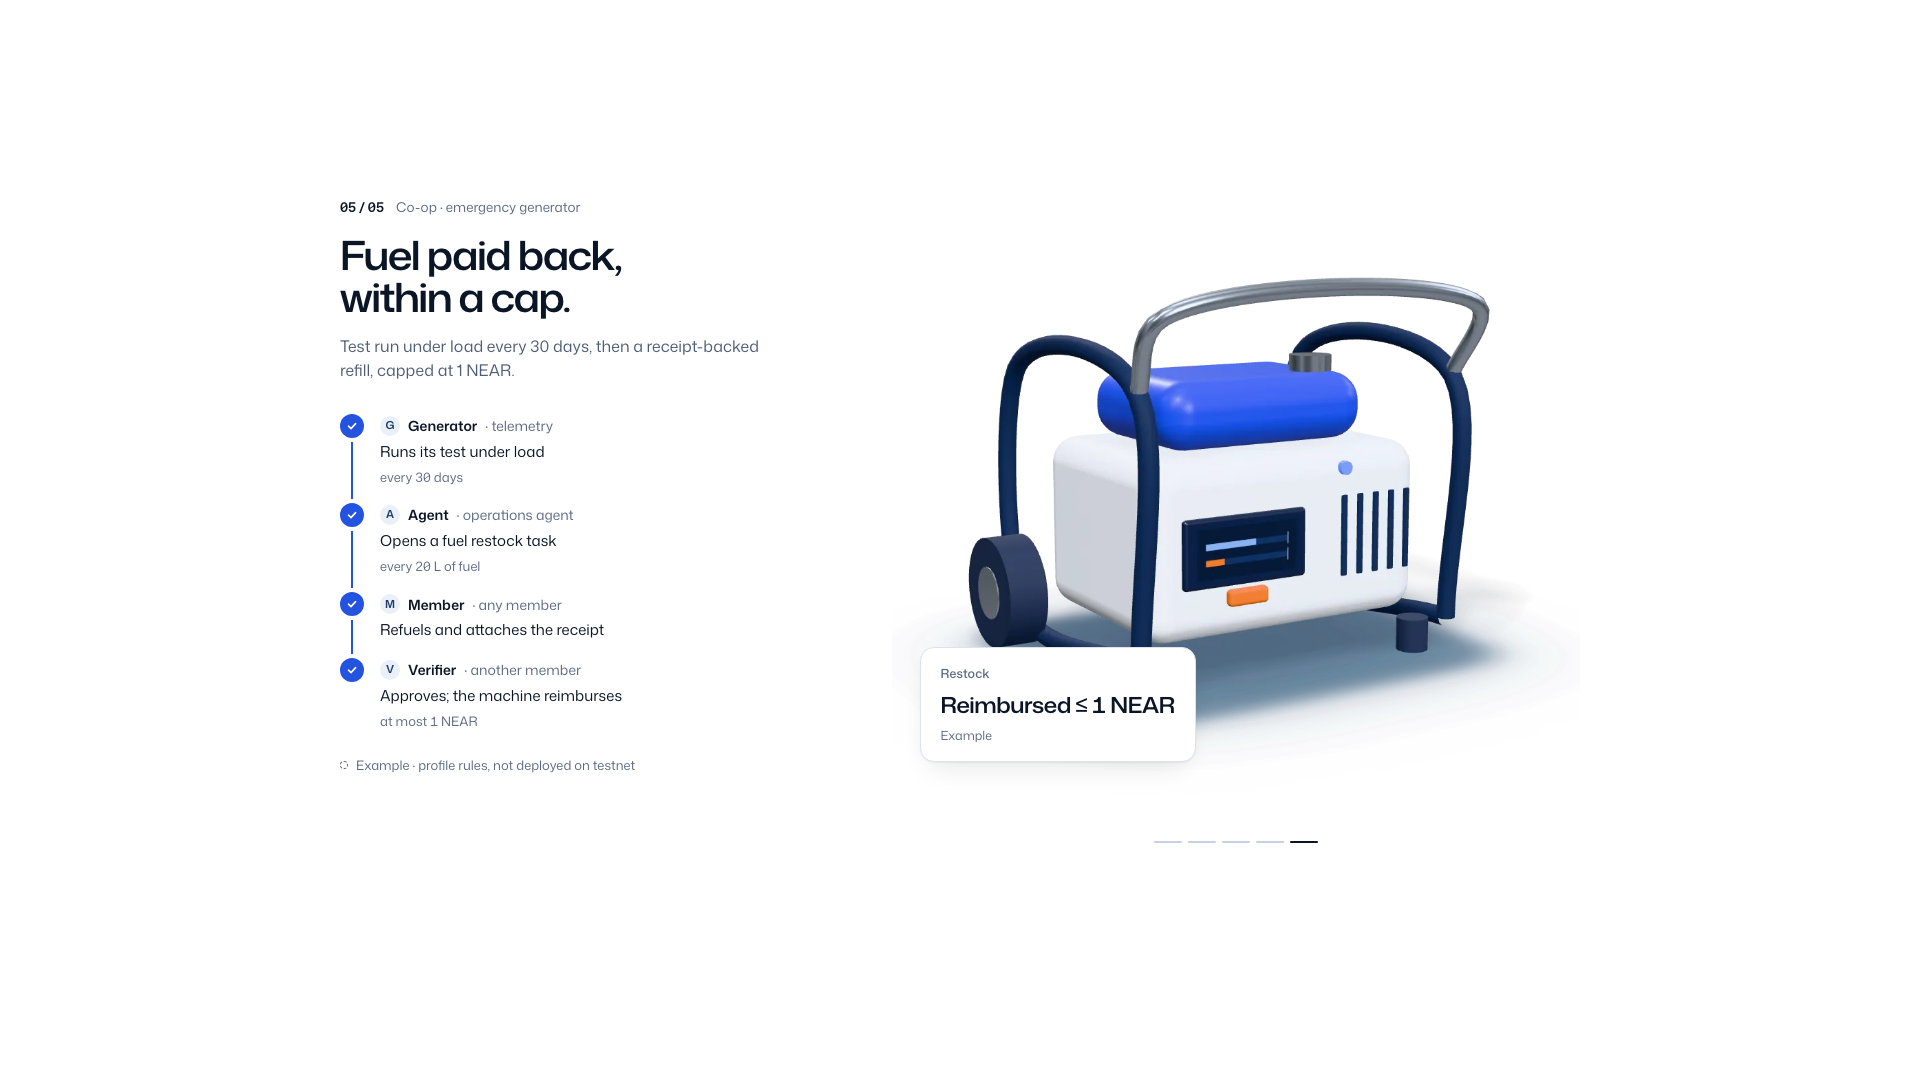 05 / 05 Co-op · emergency generator
Fuel paid back,
within a cap.
Test run under load every 30 days, then a receipt-backed
refill, capped at 1 NEAR.
G Generator · telemetry
Runs its test under load
every 30 days
A Agent · operations agent
Opens a fuel restock task
every 20 L of fuel
M Member · any member
Refuels and attaches the receipt
V Verifier · another member
Approves; the machine reimburses
at most 1 NEAR
Example · profile rules, not deployed on testnet
Restock
Reimbursed ≤ 1 NEAR
Example